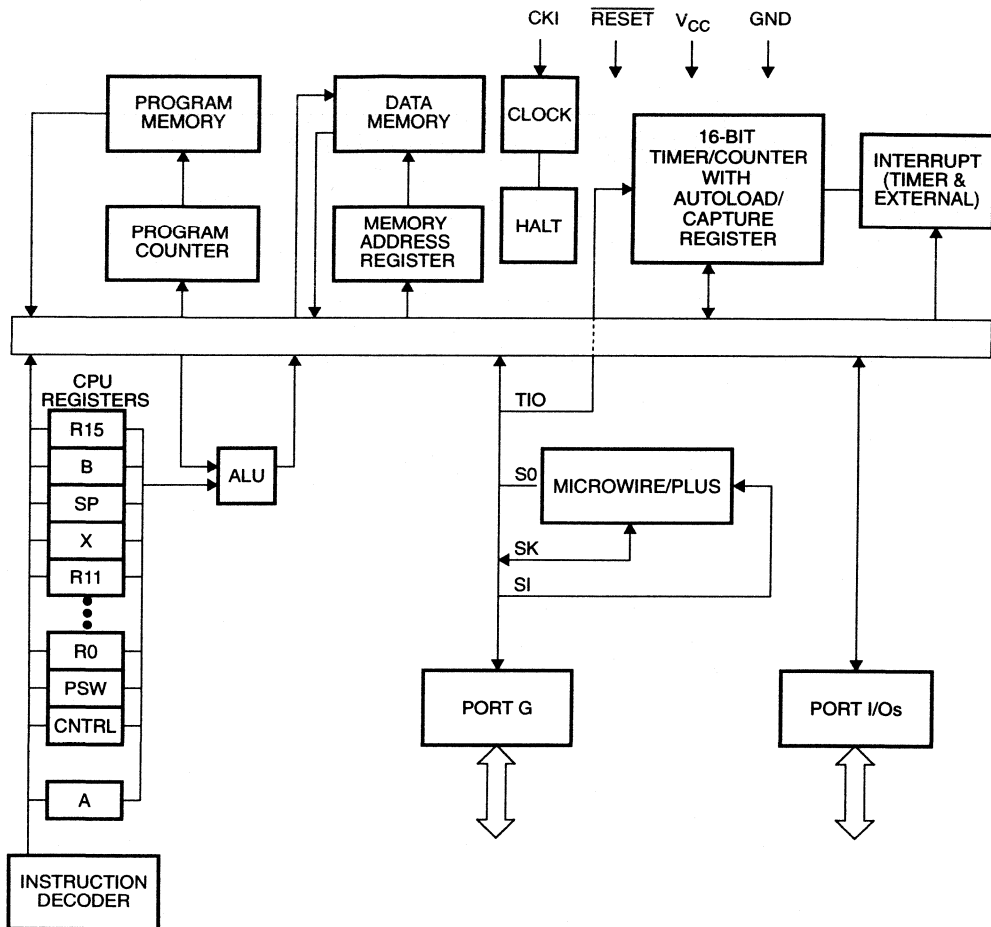 CKI
RESET
VCC
GND
PROGRAM
MEMORY
DATA
MEMORY
CLOCK
16-BIT
TIMER/COUNTER
WITH
AUTOLOAD/
CAPTURE
REGISTER
INTERRUPT
(TIMER &
EXTERNAL)
PROGRAM
COUNTER
MEMORY
ADDRESS
REGISTER
HALT
CPU
REGISTERS
R15
B
SP
X
R11
R0
PSW
CNTRL
A
ALU
TIO
S0
MICROWIRE/PLUS
SK
SI
PORT G
PORT I/Os
INSTRUCTION
DECODER